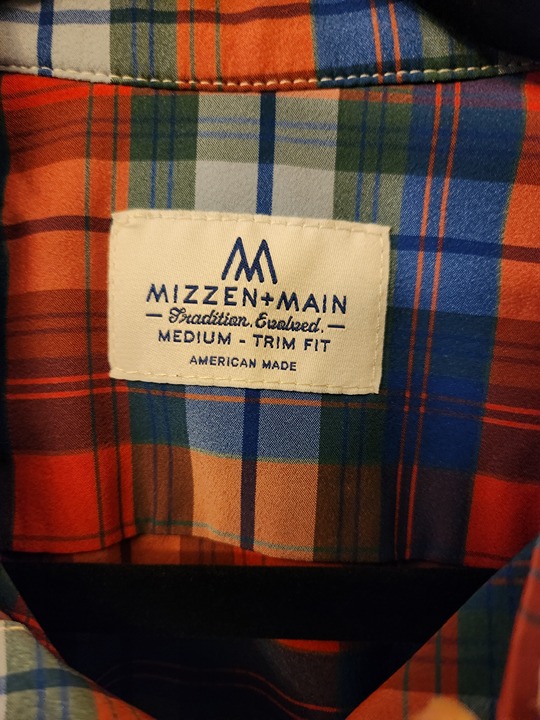 MIZZEN+MAIN
Tradition. Evolved.
MEDIUM - TRIM FIT
AMERICAN MADE